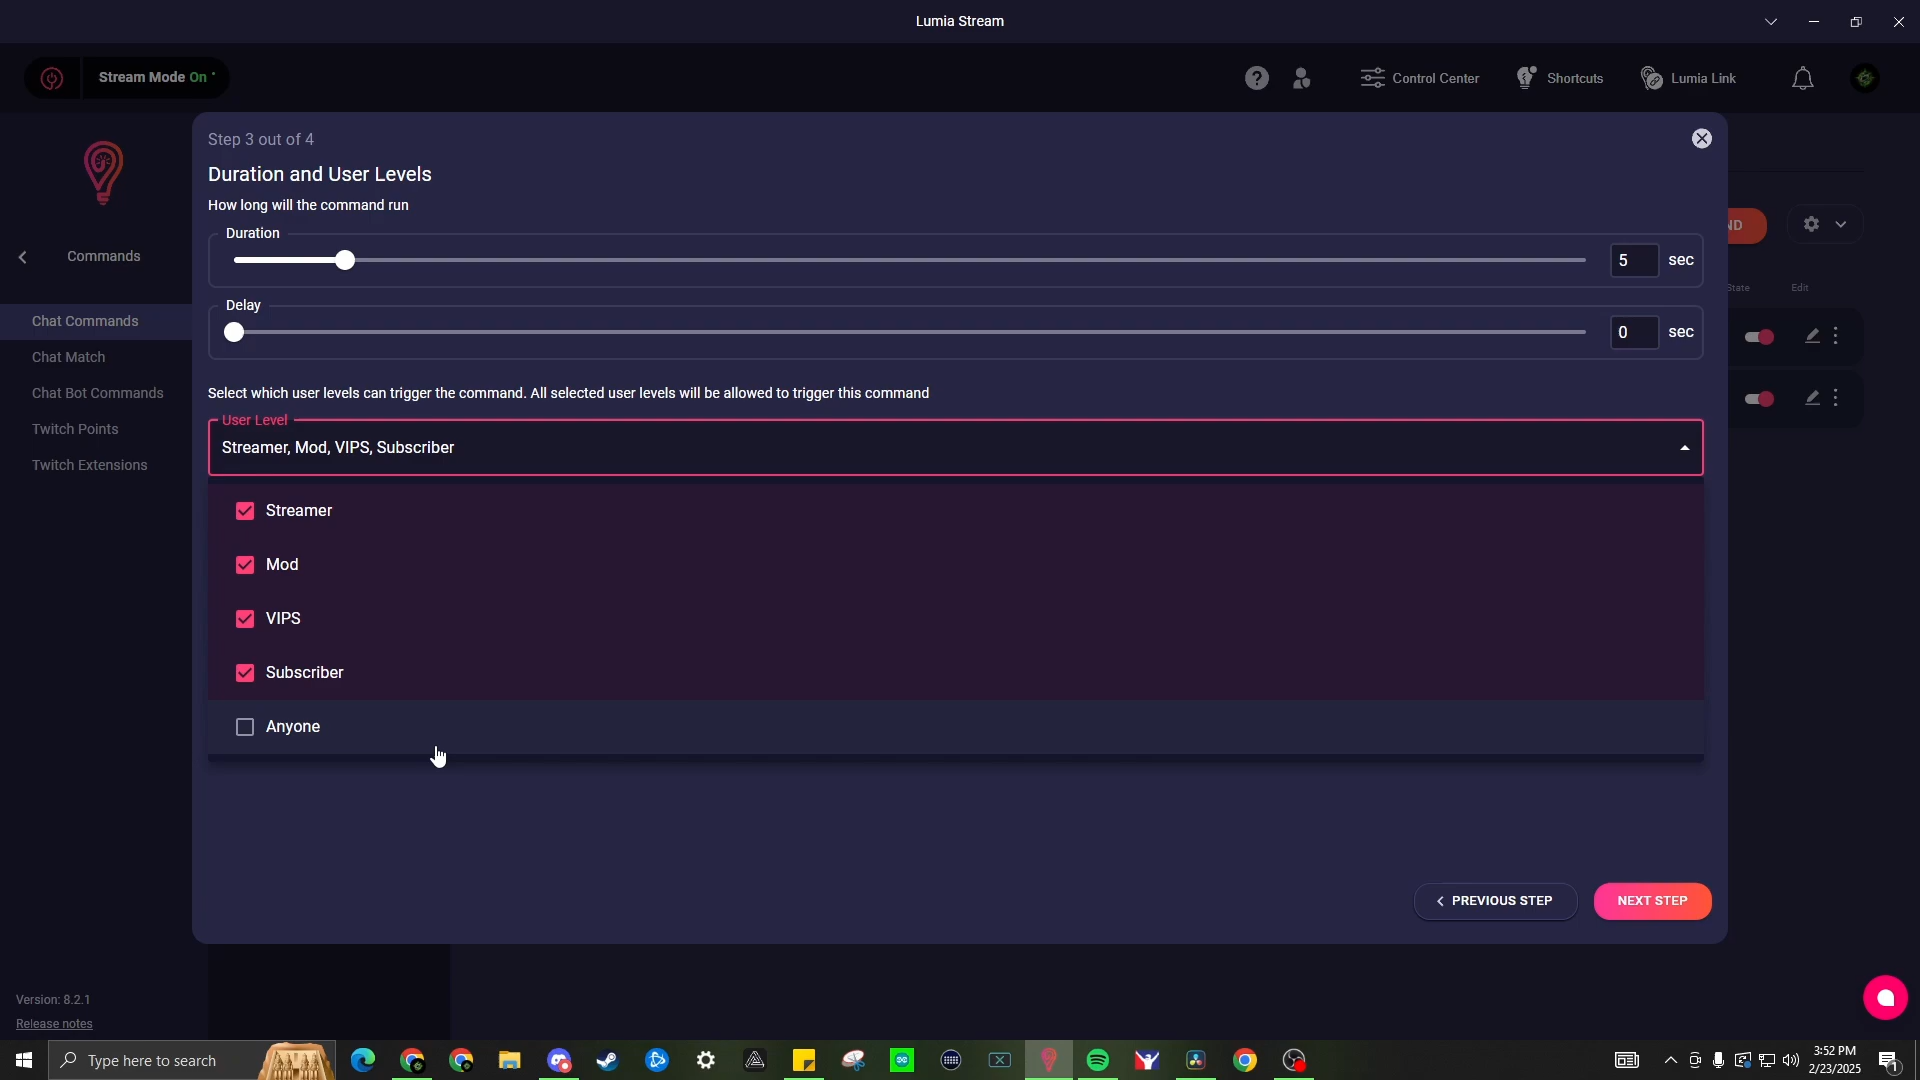 Lumia Stream
Stream Mode On
Control Center
Shortcuts
Lumia Link
Step 3 out of 4
Duration and User Levels
How long will the command run
Duration
5 sec
Delay
0 sec
Select which user levels can trigger the command. All selected user levels will be allowed to trigger this command
User Level
Streamer, Mod, VIPS, Subscriber
Streamer
Mod
VIPS
Subscriber
Anyone
PREVIOUS STEP
NEXT STEP
Commands
Chat Commands
Chat Match
Chat Bot Commands
Twitch Points
Twitch Extensions
ND
State
Edit
Version: 8.2.1
Release notes
Type here to search
3:52 PM
2/23/2025
1